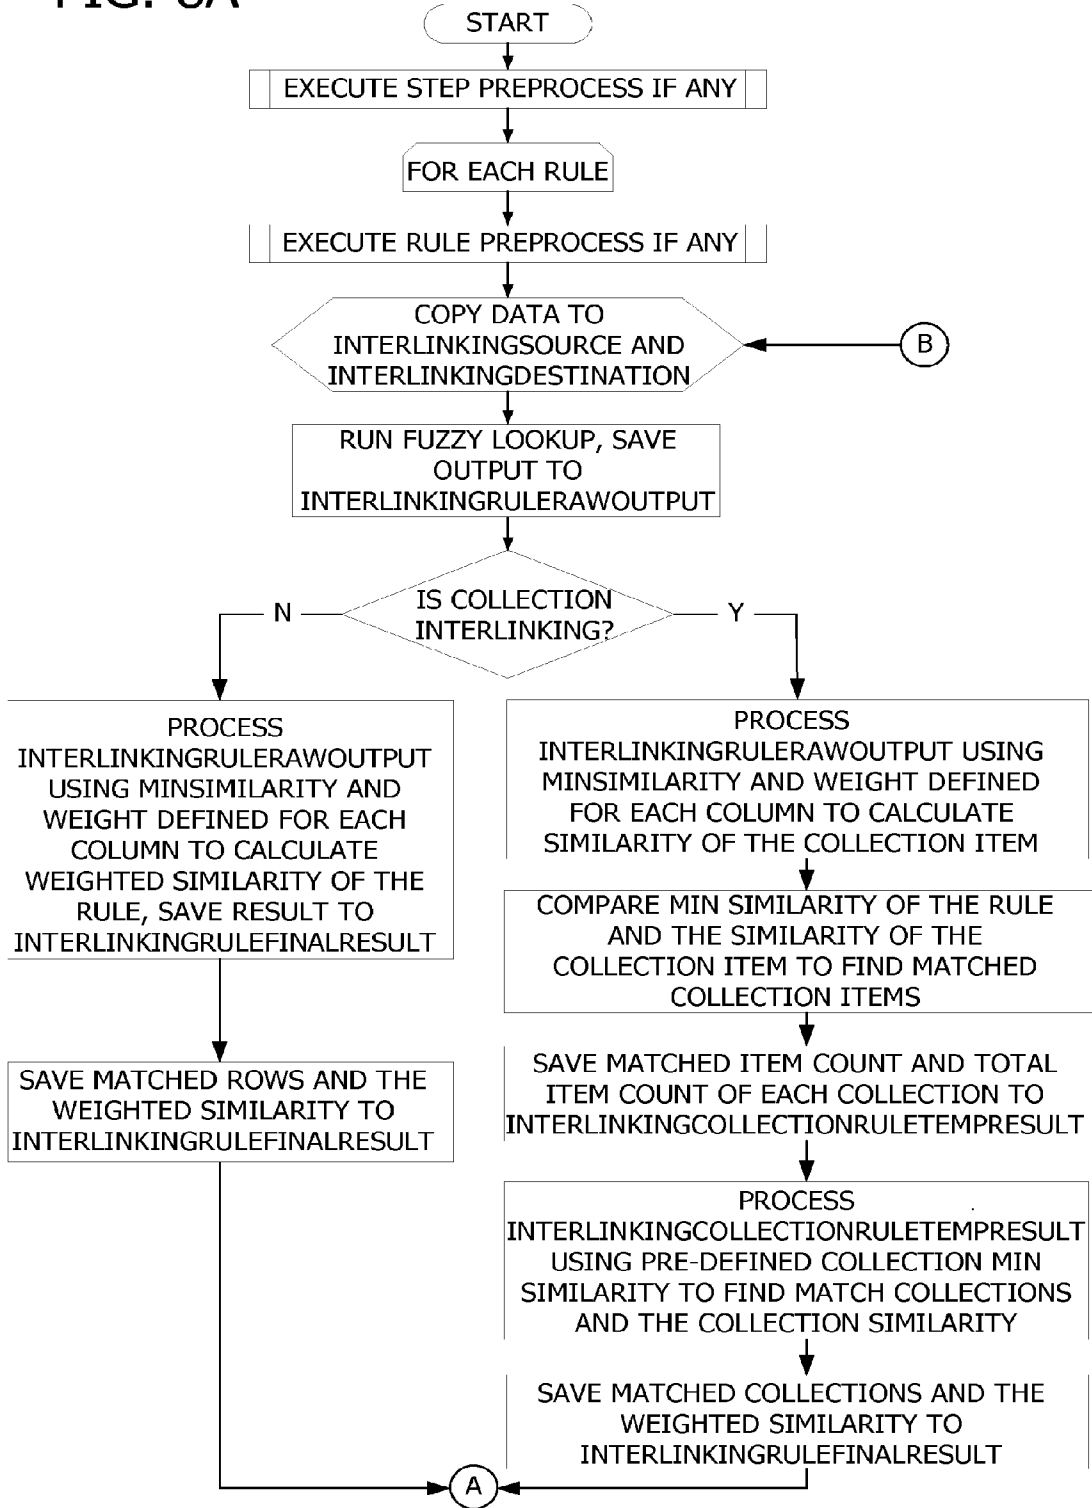 FIG. 8A
START
EXECUTE STEP PREPROCESS IF ANY
FOR EACH RULE
EXECUTE RULE PREPROCESS IF ANY
COPY DATA TO
INTERLINKINGSOURCE AND
INTERLINKINGDESTINATION
B
RUN FUZZY LOOKUP, SAVE
OUTPUT TO
INTERLINKINGRULERAWOUTPUT
IS COLLECTION
INTERLINKING?
N
Y
PROCESS
INTERLINKINGRULERAWOUTPUT
USING MINSIMILARITY AND
WEIGHT DEFINED FOR EACH
COLUMN TO CALCULATE
WEIGHTED SIMILARITY OF THE
RULE, SAVE RESULT TO
INTERLINKINGRULEFINALRESULT
SAVE MATCHED ROWS AND THE
WEIGHTED SIMILARITY TO
INTERLINKINGRULEFINALRESULT
PROCESS
INTERLINKINGRULERAWOUTPUT USING
MINSIMILARITY AND WEIGHT DEFINED
FOR EACH COLUMN TO CALCULATE
SIMILARITY OF THE COLLECTION ITEM
COMPARE MIN SIMILARITY OF THE RULE
AND THE SIMILARITY OF THE
COLLECTION ITEM TO FIND MATCHED
COLLECTION ITEMS
SAVE MATCHED ITEM COUNT AND TOTAL
ITEM COUNT OF EACH COLLECTION TO
INTERLINKINGCOLLECTIONRULETEMPRESULT
PROCESS
INTERLINKINGCOLLECTIONRULETEMPRESULT
USING PRE-DEFINED COLLECTION MIN
SIMILARITY TO FIND MATCH COLLECTIONS
AND THE COLLECTION SIMILARITY
SAVE MATCHED COLLECTIONS AND THE
WEIGHTED SIMILARITY TO
INTERLINKINGRULEFINALRESULT
A